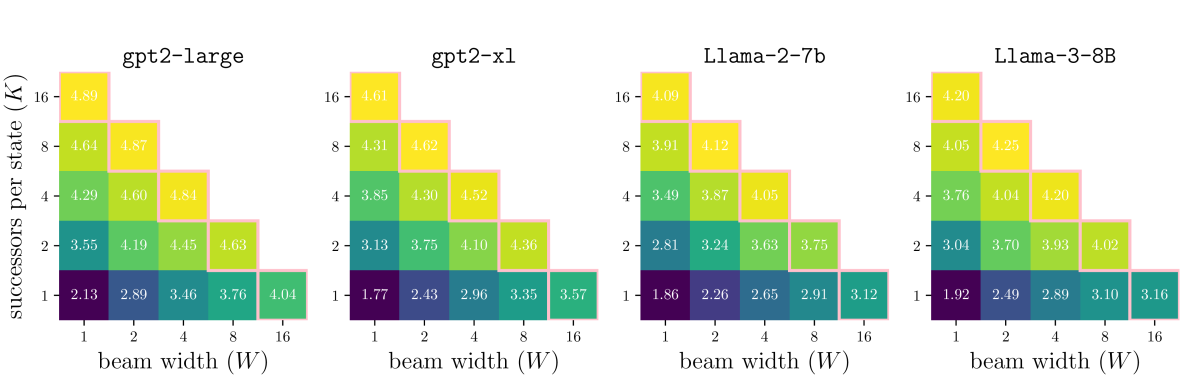 gpt2-large gpt2-xl Llama-2-7b Llama-3-8B
successors per state (K)
16 4.89 16 4.61 16 4.09 16 4.20
8 4.64 4.87 8 4.31 4.62 8 3.91 4.12 8 4.05 4.25
4 4.29 4.60 4.84 4 3.85 4.30 4.52 4 3.49 3.87 4.05 4 3.76 4.04 4.20
2 3.55 4.19 4.45 4.63 2 3.13 3.75 4.10 4.36 2 2.81 3.24 3.63 3.75 2 3.04 3.70 3.93 4.02
1 2.13 2.89 3.46 3.76 4.04 1 1.77 2.43 2.96 3.35 3.57 1 1.86 2.26 2.65 2.91 3.12 1 1.92 2.49 2.89 3.10 3.16
1 2 4 8 16 1 2 4 8 16 1 2 4 8 16 1 2 4 8 16
beam width (W) beam width (W) beam width (W) beam width (W)